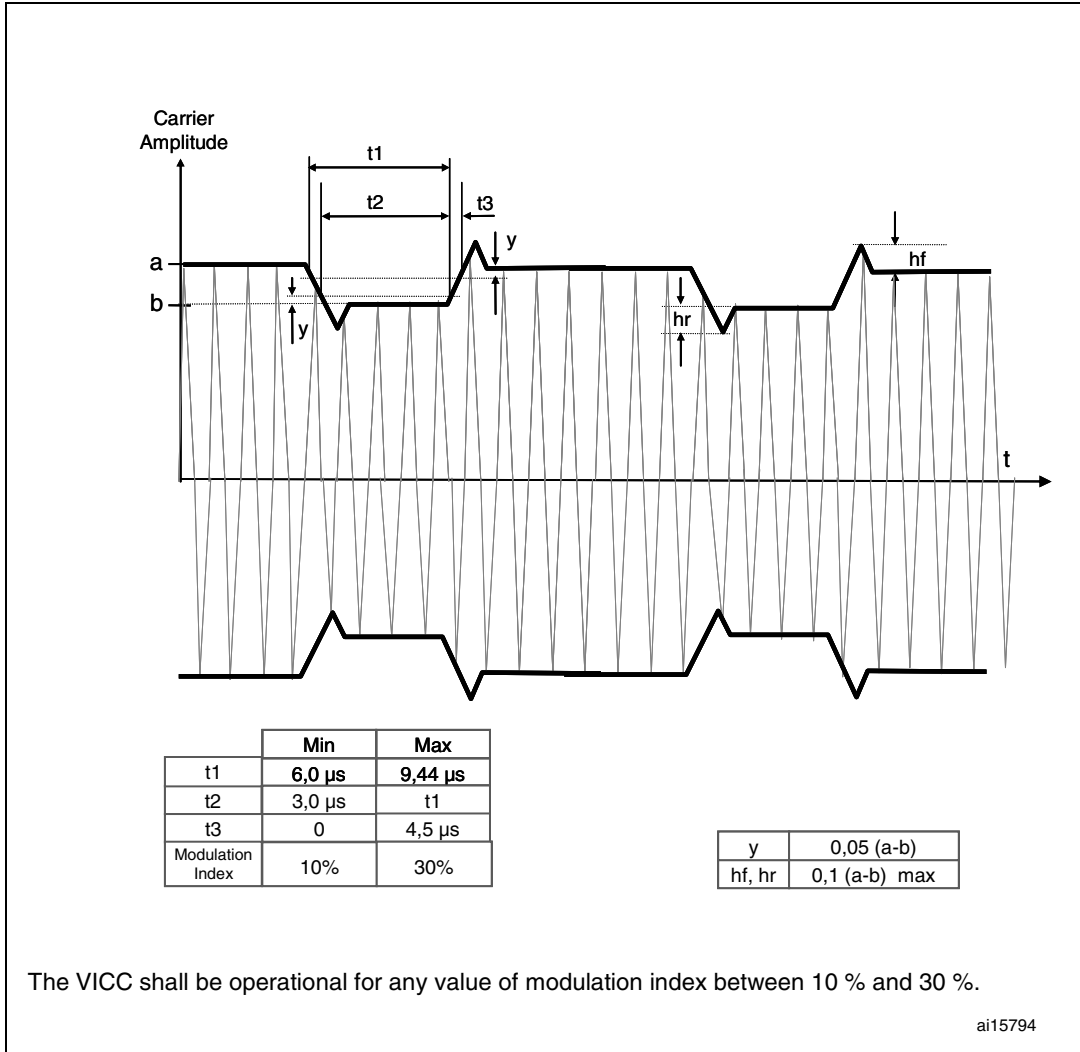 Carrier
Amplitude
t1
t2
t3
y
a
hf
b
y
hr
t
Min Max
t1 6,0 µs 9,44 µs
t2 3,0 µs t1
t3 0 4,5 µs
Modulation
Index 10% 30%
y 0,05 (a-b)
hf, hr 0,1 (a-b) max
The VICC shall be operational for any value of modulation index between 10 % and 30 %.
ai15794